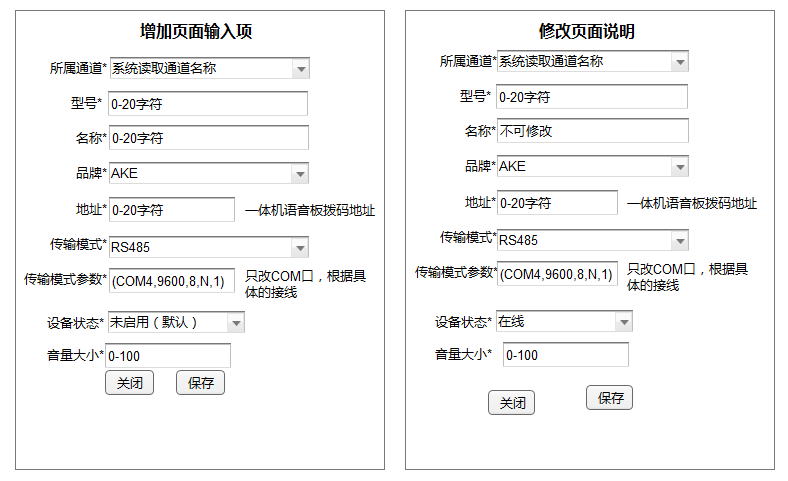 增加页面输入项
所属通道* 系统读取通道名称
型号* 0-20字符
名称* 0-20字符
品牌* AKE
地址* 0-20字符 一体机语音板拨码地址
传输模式* RS485
传输模式参数* (COM4,9600,8,N,1) 只改COM口，根据具
体的接线
设备状态* 未启用（默认）
音量大小* 0-100
关闭 保存
修改页面说明
所属通道* 系统读取通道名称
型号* 0-20字符
名称* 不可修改
品牌* AKE
地址* 0-20字符 一体机语音板拨码地址
传输模式* RS485
传输模式参数* (COM4,9600,8,N,1) 只改COM口，根据具
体的接线
设备状态* 在线
音量大小* 0-100
关闭 保存